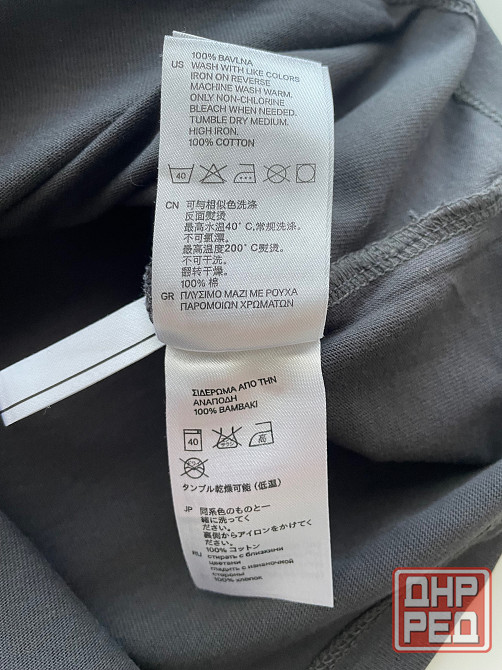 100% BAVLNA
US WASH WITH LIKE COLORS
IRON ON REVERSE
MACHINE WASH WARM.
ONLY NON-CHLORINE
BLEACH WHEN NEEDED.
TUMBLE DRY MEDIUM.
HIGH IRON.
100% COTTON
40
CN 可与相似色洗涤
反面熨烫
最高水温40°C,常规洗涤.
不可氯漂.
最高温度200°C熨烫.
不可干洗.
翻转干燥.
100% 棉
GR ΠΛΥΣΙΜΟ ΜΑΖΙ ΜΕ ΡΟΥΧΑ
ΠΑΡΟΜΟΙΩΝ ΧΡΩΜΑΤΩΝ
ΣΙΔΕΡΩΜΑ ΑΠΟ ΤΗΝ
ΑΝΑΠΟΔΗ
100% ΒΑΜΒΑΚΙ
40 高
タンブル乾燥可能 (低温)
JP 同系色のものと一
緒に洗ってく
ださい。
裏側からアイロンをかけてく
ださい。
100% コットン
RU стирать с близкими
цветами
гладить с изнаночной
стороны
100% хлопок
ДНР
РЕД